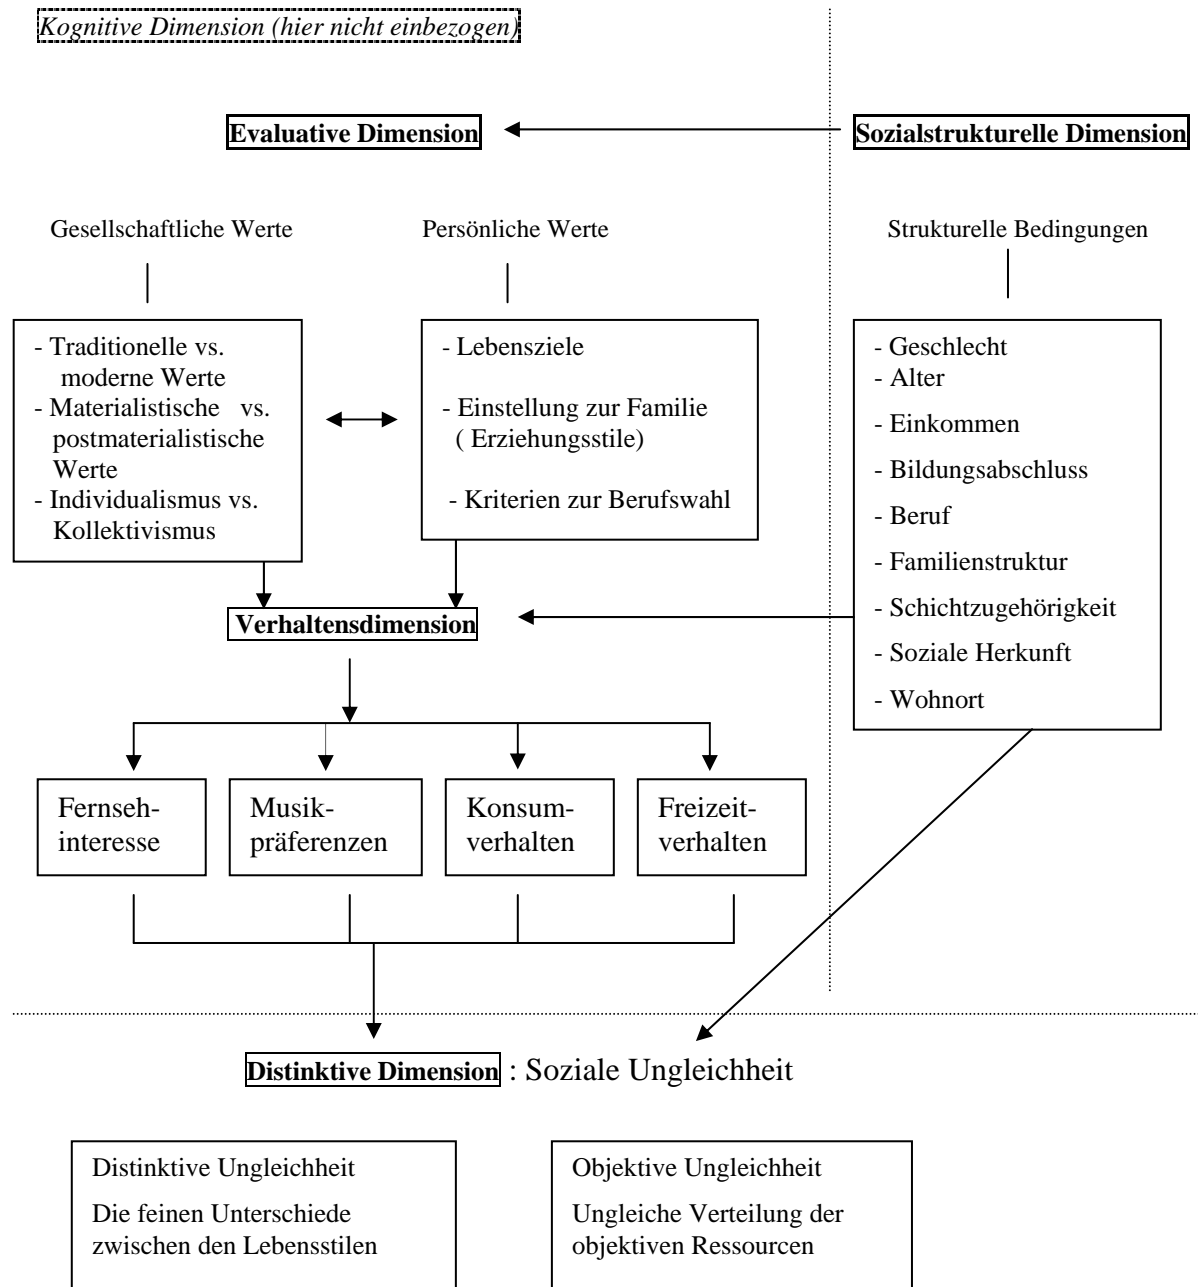 Kognitive Dimension (hier nicht einbezogen)
Evaluative Dimension
Sozialstrukturelle Dimension
Gesellschaftliche Werte
Persönliche Werte
Strukturelle Bedingungen
- Traditionelle vs.
moderne Werte
- Materialistische vs.
postmaterialistische
Werte
- Individualismus vs.
Kollektivismus
- Lebensziele
- Einstellung zur Familie
( Erziehungsstile)
- Kriterien zur Berufswahl
- Geschlecht
- Alter
- Einkommen
- Bildungsabschluss
- Beruf
- Familienstruktur
- Schichtzugehörigkeit
- Soziale Herkunft
- Wohnort
Verhaltensdimension
Fernseh-
interesse
Musik-
präferenzen
Konsum-
verhalten
Freizeit-
verhalten
Distinktive Dimension : Soziale Ungleichheit
Distinktive Ungleichheit
Die feinen Unterschiede
zwischen den Lebensstilen
Objektive Ungleichheit
Ungleiche Verteilung der
objektiven Ressourcen